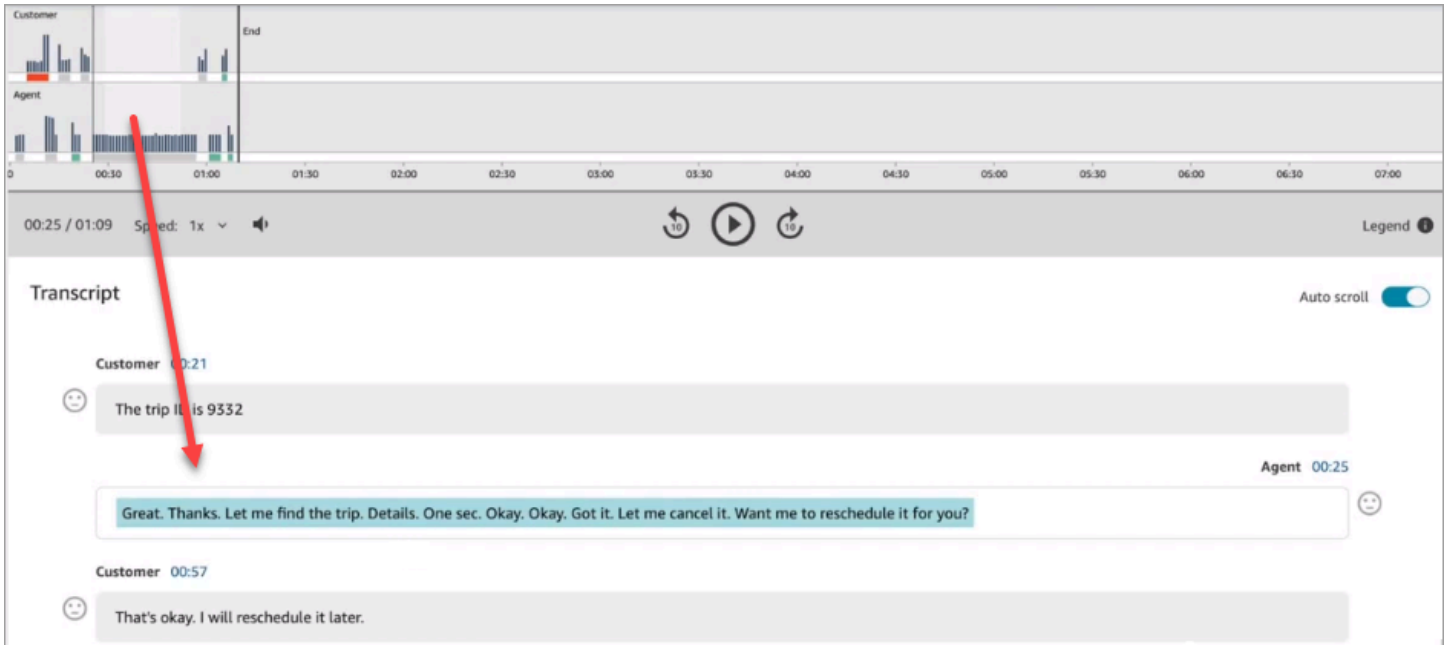 Customer
End
Agent
0 00:30 01:00 01:30 02:00 02:30 03:00 03:30 04:00 04:30 05:00 05:30 06:00 06:30 07:00
00:25 / 01:09 Speed: 1x 10 10 Legend
Transcript
Auto scroll
Customer 00:21
The trip ID is 9332
Agent 00:25
Great. Thanks. Let me find the trip. Details. One sec. Okay. Okay. Got it. Let me cancel it. Want me to reschedule it for you?
Customer 00:57
That's okay. I will reschedule it later.